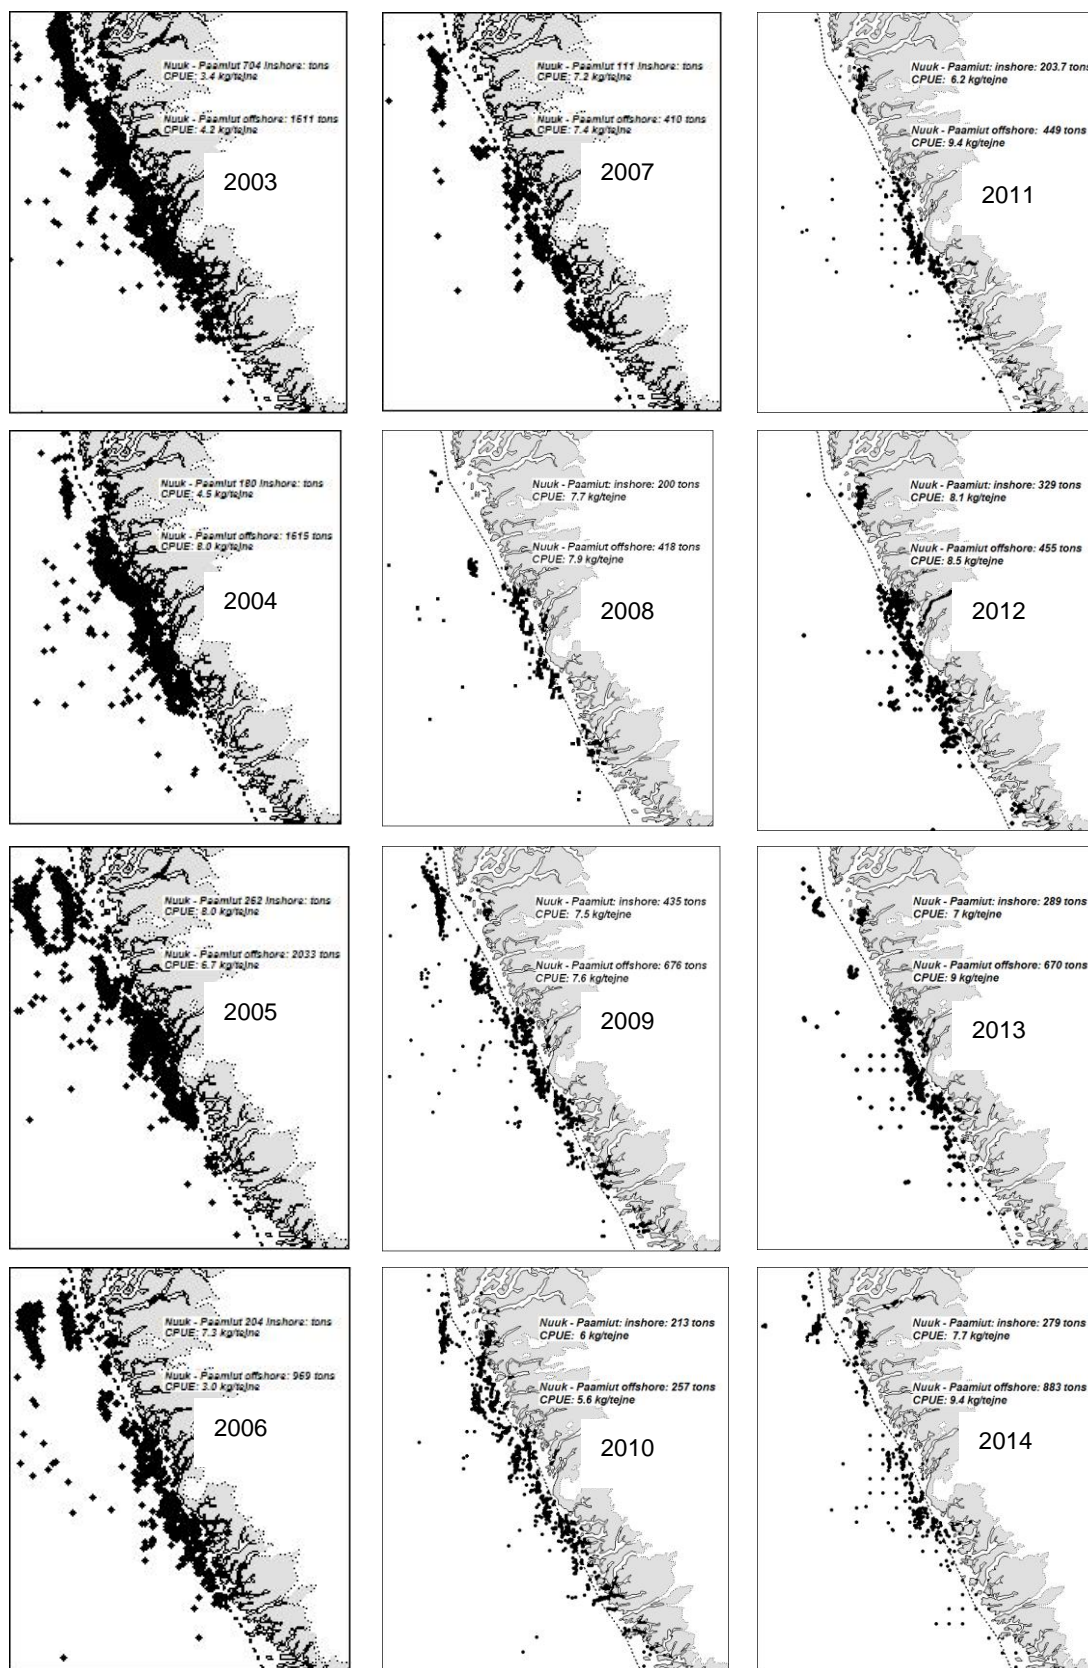 Nuuk - Paamiut 704 Inshore: tons
CPUE: 3.4 kg/tejne
Nuuk - Paamiut offshore: 1611 tons
CPUE: 4.2 kg/tejne
2003
Nuuk - Paamiut 111 Inshore: tons
CPUE: 7.2 kg/tejne
Nuuk - Paamiut offshore: 410 tons
CPUE: 7.4 kg/tejne
2007
Nuuk - Paamiut: inshore: 203.7 tons
CPUE: 6.2 kg/tejne
Nuuk - Paamiut offshore: 449 tons
CPUE: 9.4 kg/tejne
2011
Nuuk - Paamiut 180 Inshore: tons
CPUE: 4.5 kg/tejne
Nuuk - Paamiut offshore: 1615 tons
CPUE: 8.0 kg/tejne
2004
Nuuk - Paamiut: inshore: 200 tons
CPUE: 7.7 kg/tejne
Nuuk - Paamiut offshore: 418 tons
CPUE: 7.9 kg/tejne
2008
Nuuk - Paamiut: inshore: 329 tons
CPUE: 8.1 kg/tejne
Nuuk - Paamiut offshore: 455 tons
CPUE: 8.5 kg/tejne
2012
Nuuk - Paamiut 262 Inshore: tons
CPUE: 8.0 kg/tejne
Nuuk - Paamiut offshore: 2033 tons
CPUE: 6.7 kg/tejne
2005
Nuuk - Paamiut: inshore: 435 tons
CPUE: 7.5 kg/tejne
Nuuk - Paamiut offshore: 676 tons
CPUE: 7.6 kg/tejne
2009
Nuuk - Paamiut: inshore: 289 tons
CPUE: 7 kg/tejne
Nuuk - Paamiut offshore: 670 tons
CPUE: 9 kg/tejne
2013
Nuuk - Paamiut 204 Inshore: tons
CPUE: 7.3 kg/tejne
Nuuk - Paamiut offshore: 969 tons
CPUE: 3.0 kg/tejne
2006
Nuuk - Paamiut: inshore: 213 tons
CPUE: 6 kg/tejne
Nuuk - Paamiut offshore: 257 tons
CPUE: 5.6 kg/tejne
2010
Nuuk - Paamiut: inshore: 279 tons
CPUE: 7.7 kg/tejne
Nuuk - Paamiut offshore: 883 tons
CPUE: 9.4 kg/tejne
2014